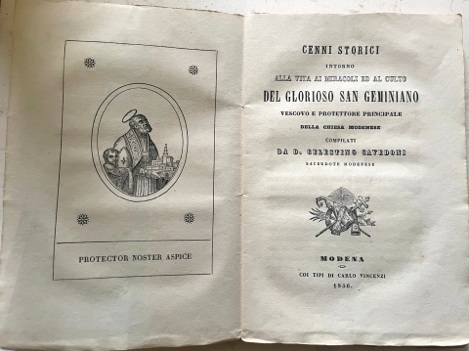 PROTECTOR NOSTER ASPICE
CENNI STORICI
INTORNO
ALLA VITA AI MIRACOLI ED AL CULTO
DEL GLORIOSO SAN GEMINIANO
VESCOVO E PROTETTORE PRINCIPALE
DELLA CHIESA MODENESE
COMPILATI
DA D. CELESTINO CAVEDONI
SACERDOTE MODENESE
MODENA
COI TIPI DI CARLO VINCENZI
1856.